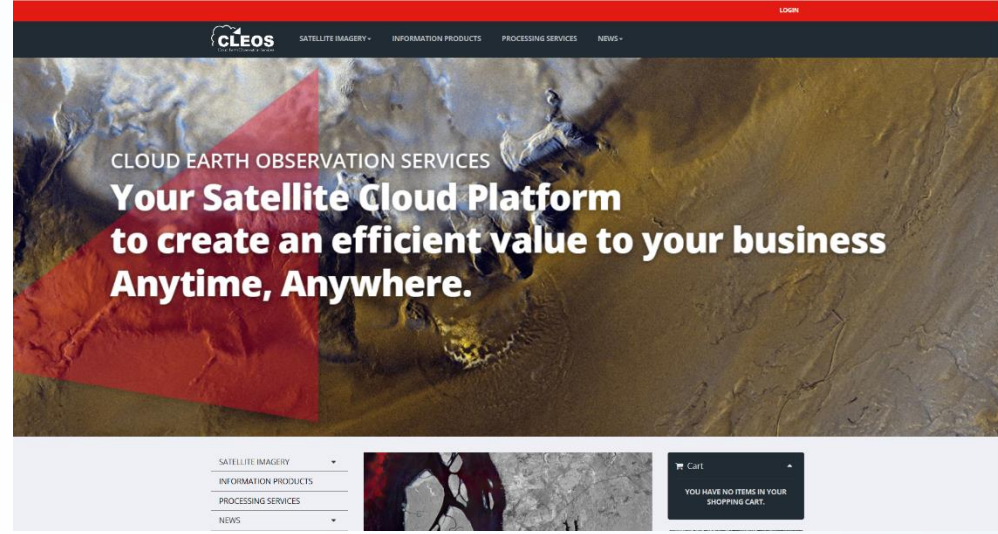 LOGIN
CLEOS
SATELLITE IMAGERY
INFORMATION PRODUCTS
PROCESSING SERVICES
NEWS
CLOUD EARTH OBSERVATION SERVICES
Your Satellite Cloud Platform
to create an efficient value to your business
Anytime, Anywhere.
SATELLITE IMAGERY
INFORMATION PRODUCTS
PROCESSING SERVICES
NEWS
Cart
YOU HAVE NO ITEMS IN YOUR
SHOPPING CART.